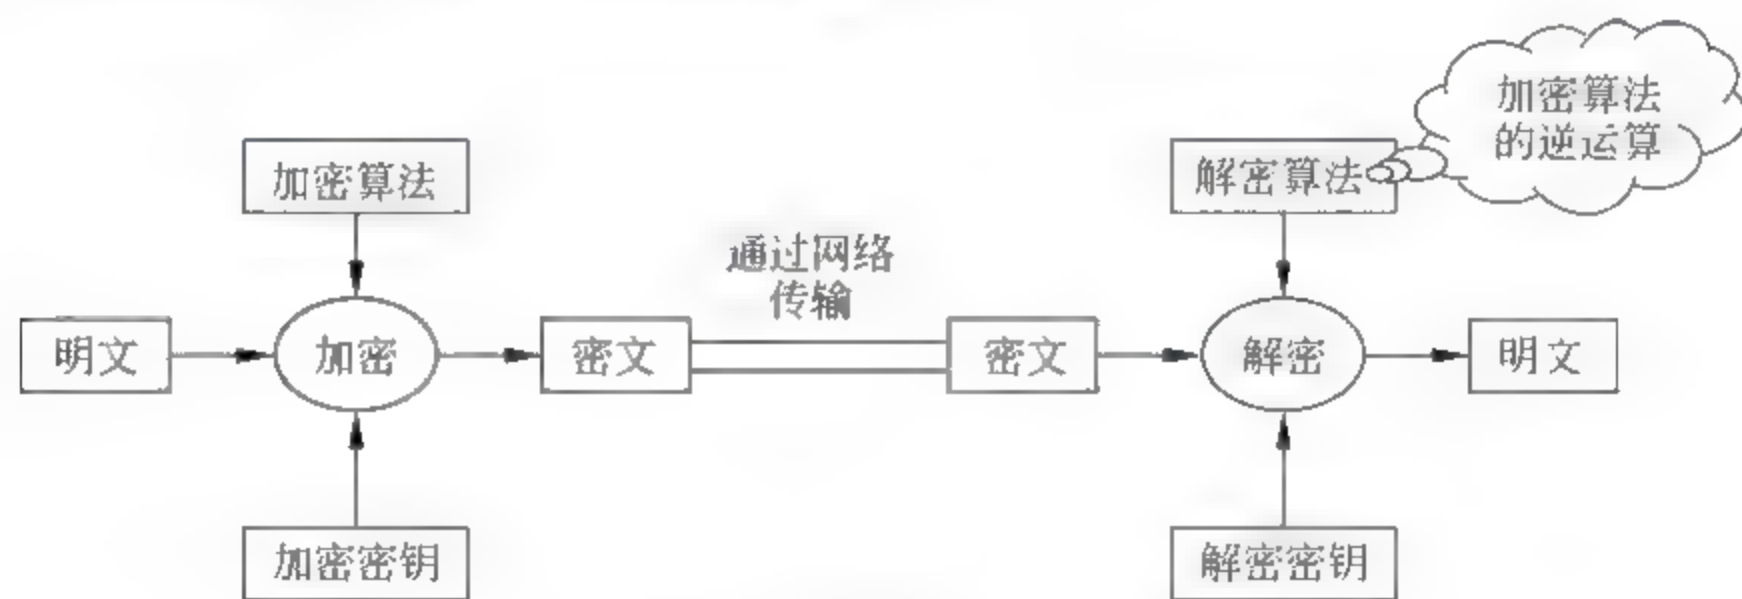 加密算法
的逆运算
加密算法
解密算法
通过网络
传输
明文
加密
密文
密文
解密
明文
加密密钥
解密密钥